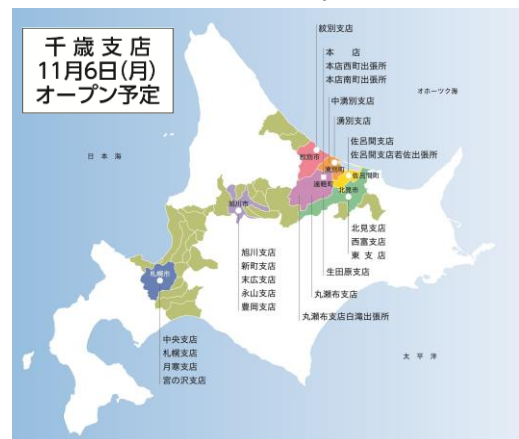 千歳支店
11月6日(月)
オープン予定
紋別支店
本　店
本店西町出張所
本店南町出張所
中湧別支店
湧別支店
オホーツク海
佐呂間支店
佐呂間支店若佐出張所
日本海
紋別市
湧別町
佐呂間町
遠軽町
北見市
旭川市
北見支店
西富支店
東支店
旭川支店
新町支店
末広支店
永山支店
豊岡支店
生田原支店
丸瀬布支店
丸瀬布支店白滝出張所
札幌市
中央支店
札幌支店
月寒支店
宮の沢支店
太平洋